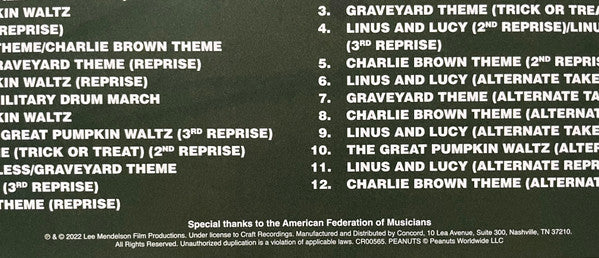 KIN WALTZ
REPRISE)
THEME/CHARLIE BROWN THEME
RAVEYARD THEME (REPRISE)
KIN WALTZ (REPRISE)
ILITARY DRUM MARCH
KIN WALTZ
GREAT PUMPKIN WALTZ (3RD REPRISE)
E (TRICK OR TREAT) (2ND REPRISE)
LESS/GRAVEYARD THEME
(3RD REPRISE)
THEME (REPRISE)
3. GRAVEYARD THEME (TRICK OR TREA
4. LINUS AND LUCY (2ND REPRISE)/LINU
(3RD REPRISE)
5. CHARLIE BROWN THEME (2ND REPRIS
6. LINUS AND LUCY (ALTERNATE TAKE
7. GRAVEYARD THEME (ALTERNATE TA
8. CHARLIE BROWN THEME (ALTERNAT
9. LINUS AND LUCY (ALTERNATE TAKE
10. THE GREAT PUMPKIN WALTZ (ALTER
11. LINUS AND LUCY (ALTERNATE REPR
12. CHARLIE BROWN THEME (ALTERNAT
Special thanks to the American Federation of Musicians
℗ & © 2022 Lee Mendelson Film Productions. Under license to Craft Recordings. Manufactured and Distributed by Concord, 10 Lea Avenue, Suite 300, Nashville, TN 37210.
All Rights Reserved. Unauthorized duplication is a violation of applicable laws. CR00565. PEANUTS © Peanuts Worldwide LLC